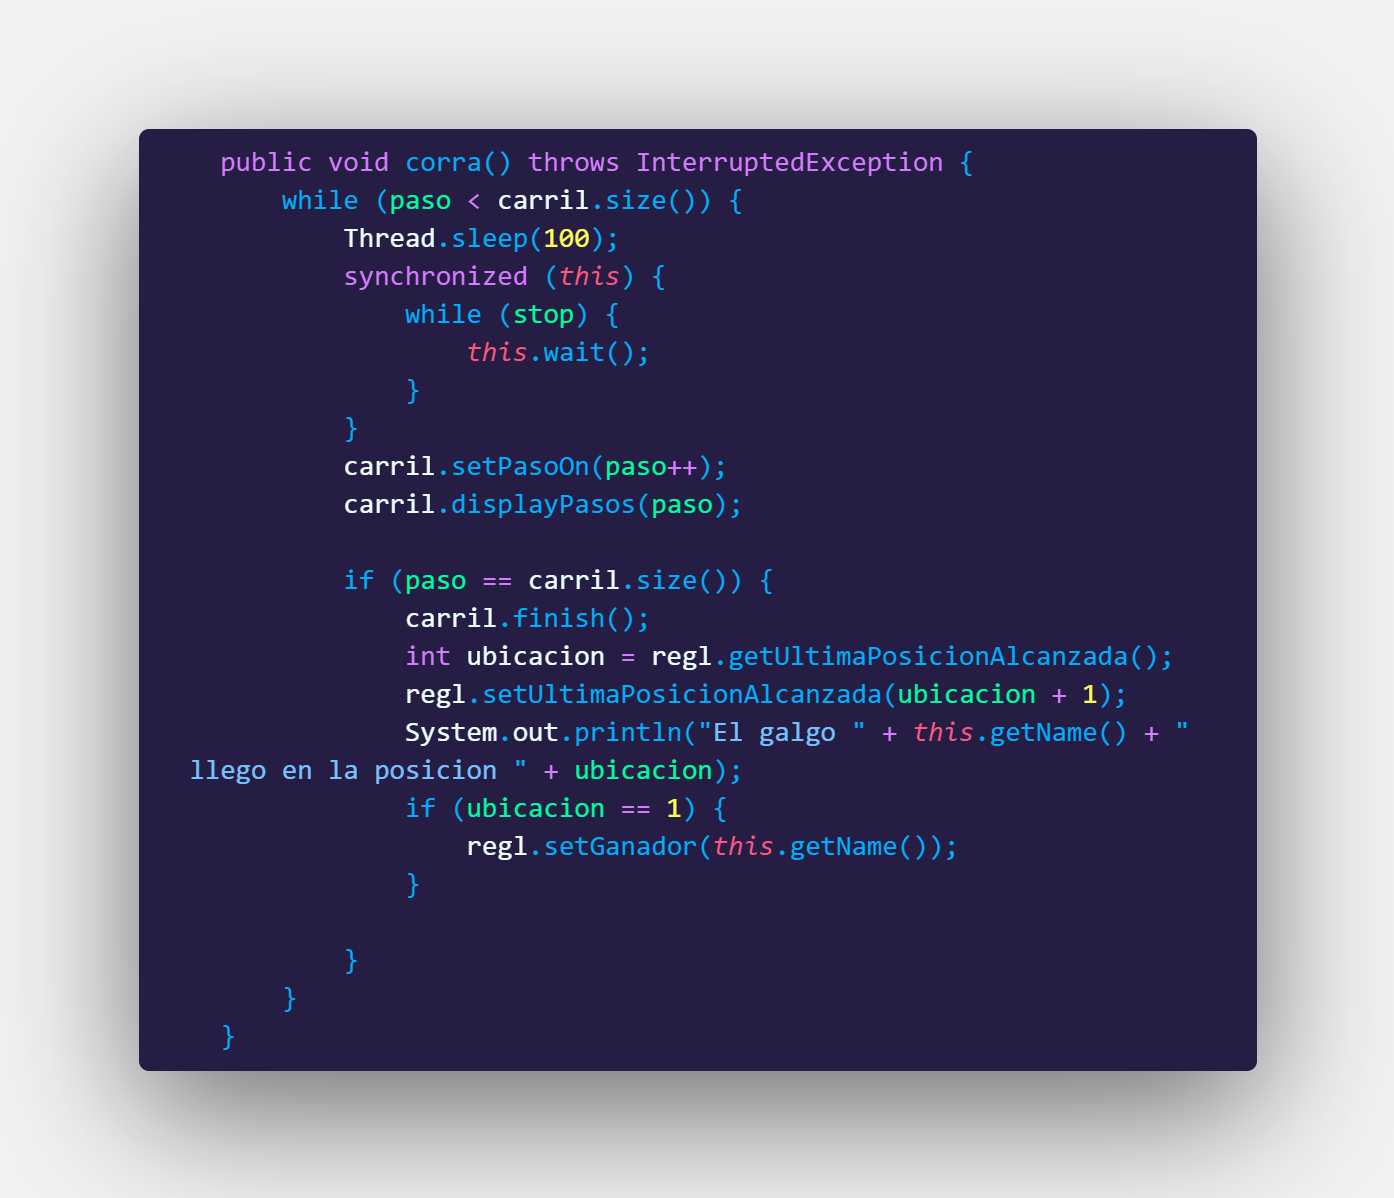 public void corra() throws InterruptedException {
while (paso < carril.size()) {
Thread.sleep(100);
synchronized (this) {
while (stop) {
this.wait();
}
}
carril.setPasoOn(paso++);
carril.displayPasos(paso);
if (paso == carril.size()) {
carril.finish();
int ubicacion = regl.getUltimaPosicionAlcanzada();
regl.setUltimaPosicionAlcanzada(ubicacion + 1);
System.out.println("El galgo " + this.getName() + "
llego en la posicion " + ubicacion);
if (ubicacion == 1) {
regl.setGanador(this.getName());
}
}
}
}